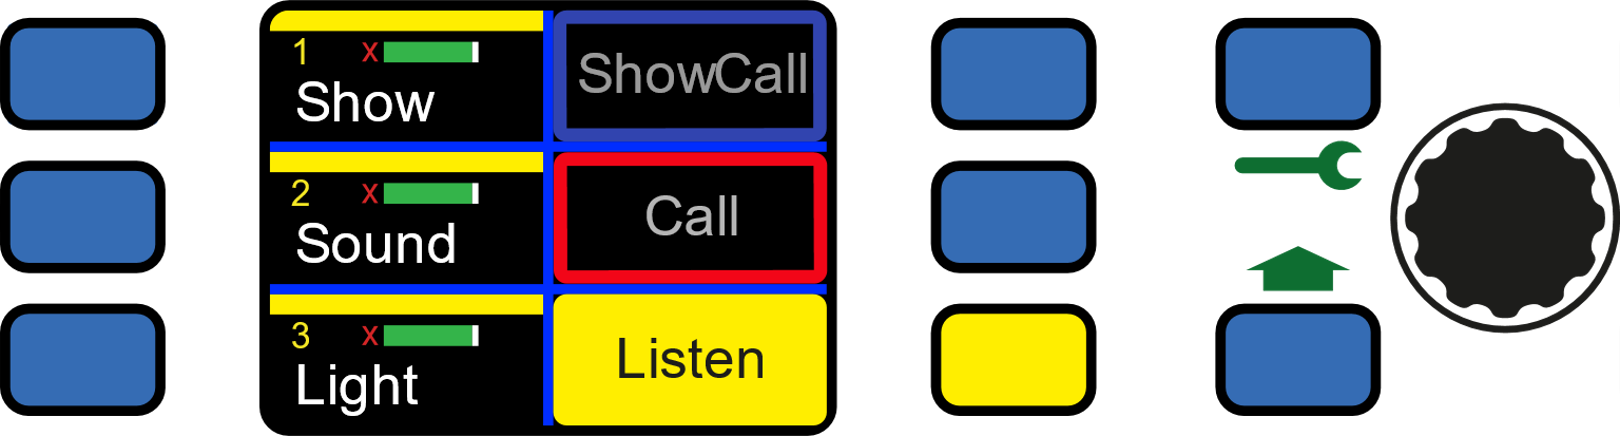 1 X
Show
ShowCall
2 X
Sound
Call
3 X
Light
Listen